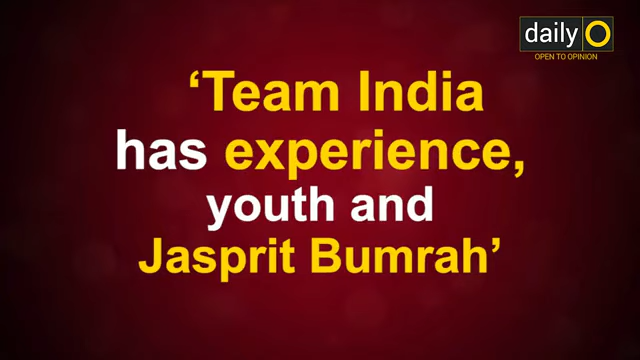 daily O
OPEN TO OPINION
‘Team India
has experience,
youth and
Jasprit Bumrah’